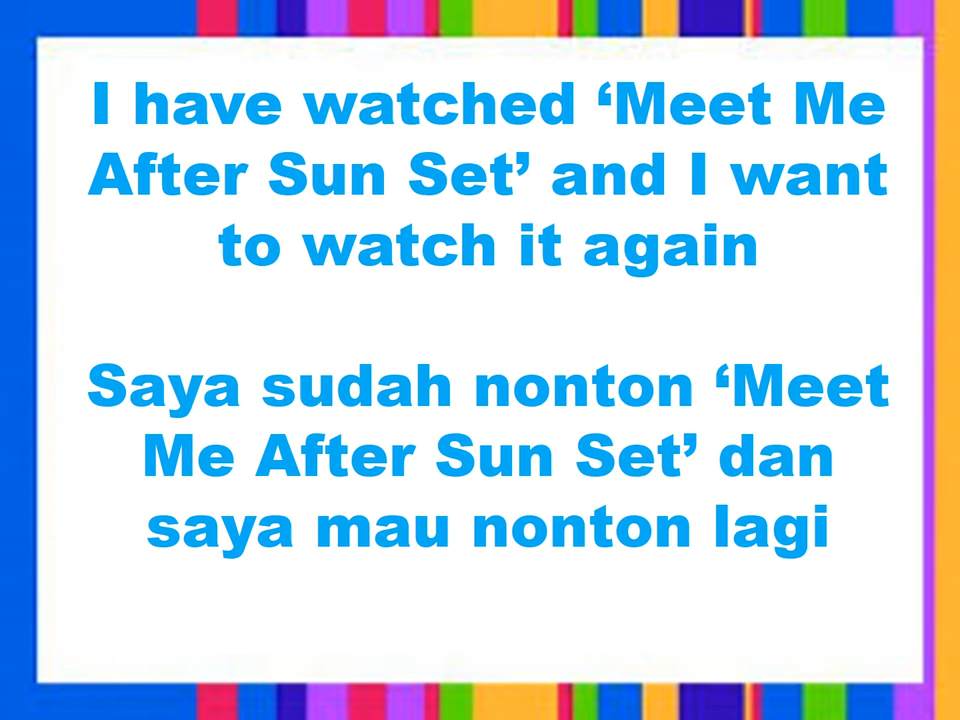 I have watched ‘Meet Me
After Sun Set’ and I want
to watch it again
Saya sudah nonton ‘Meet
Me After Sun Set’ dan
saya mau nonton lagi